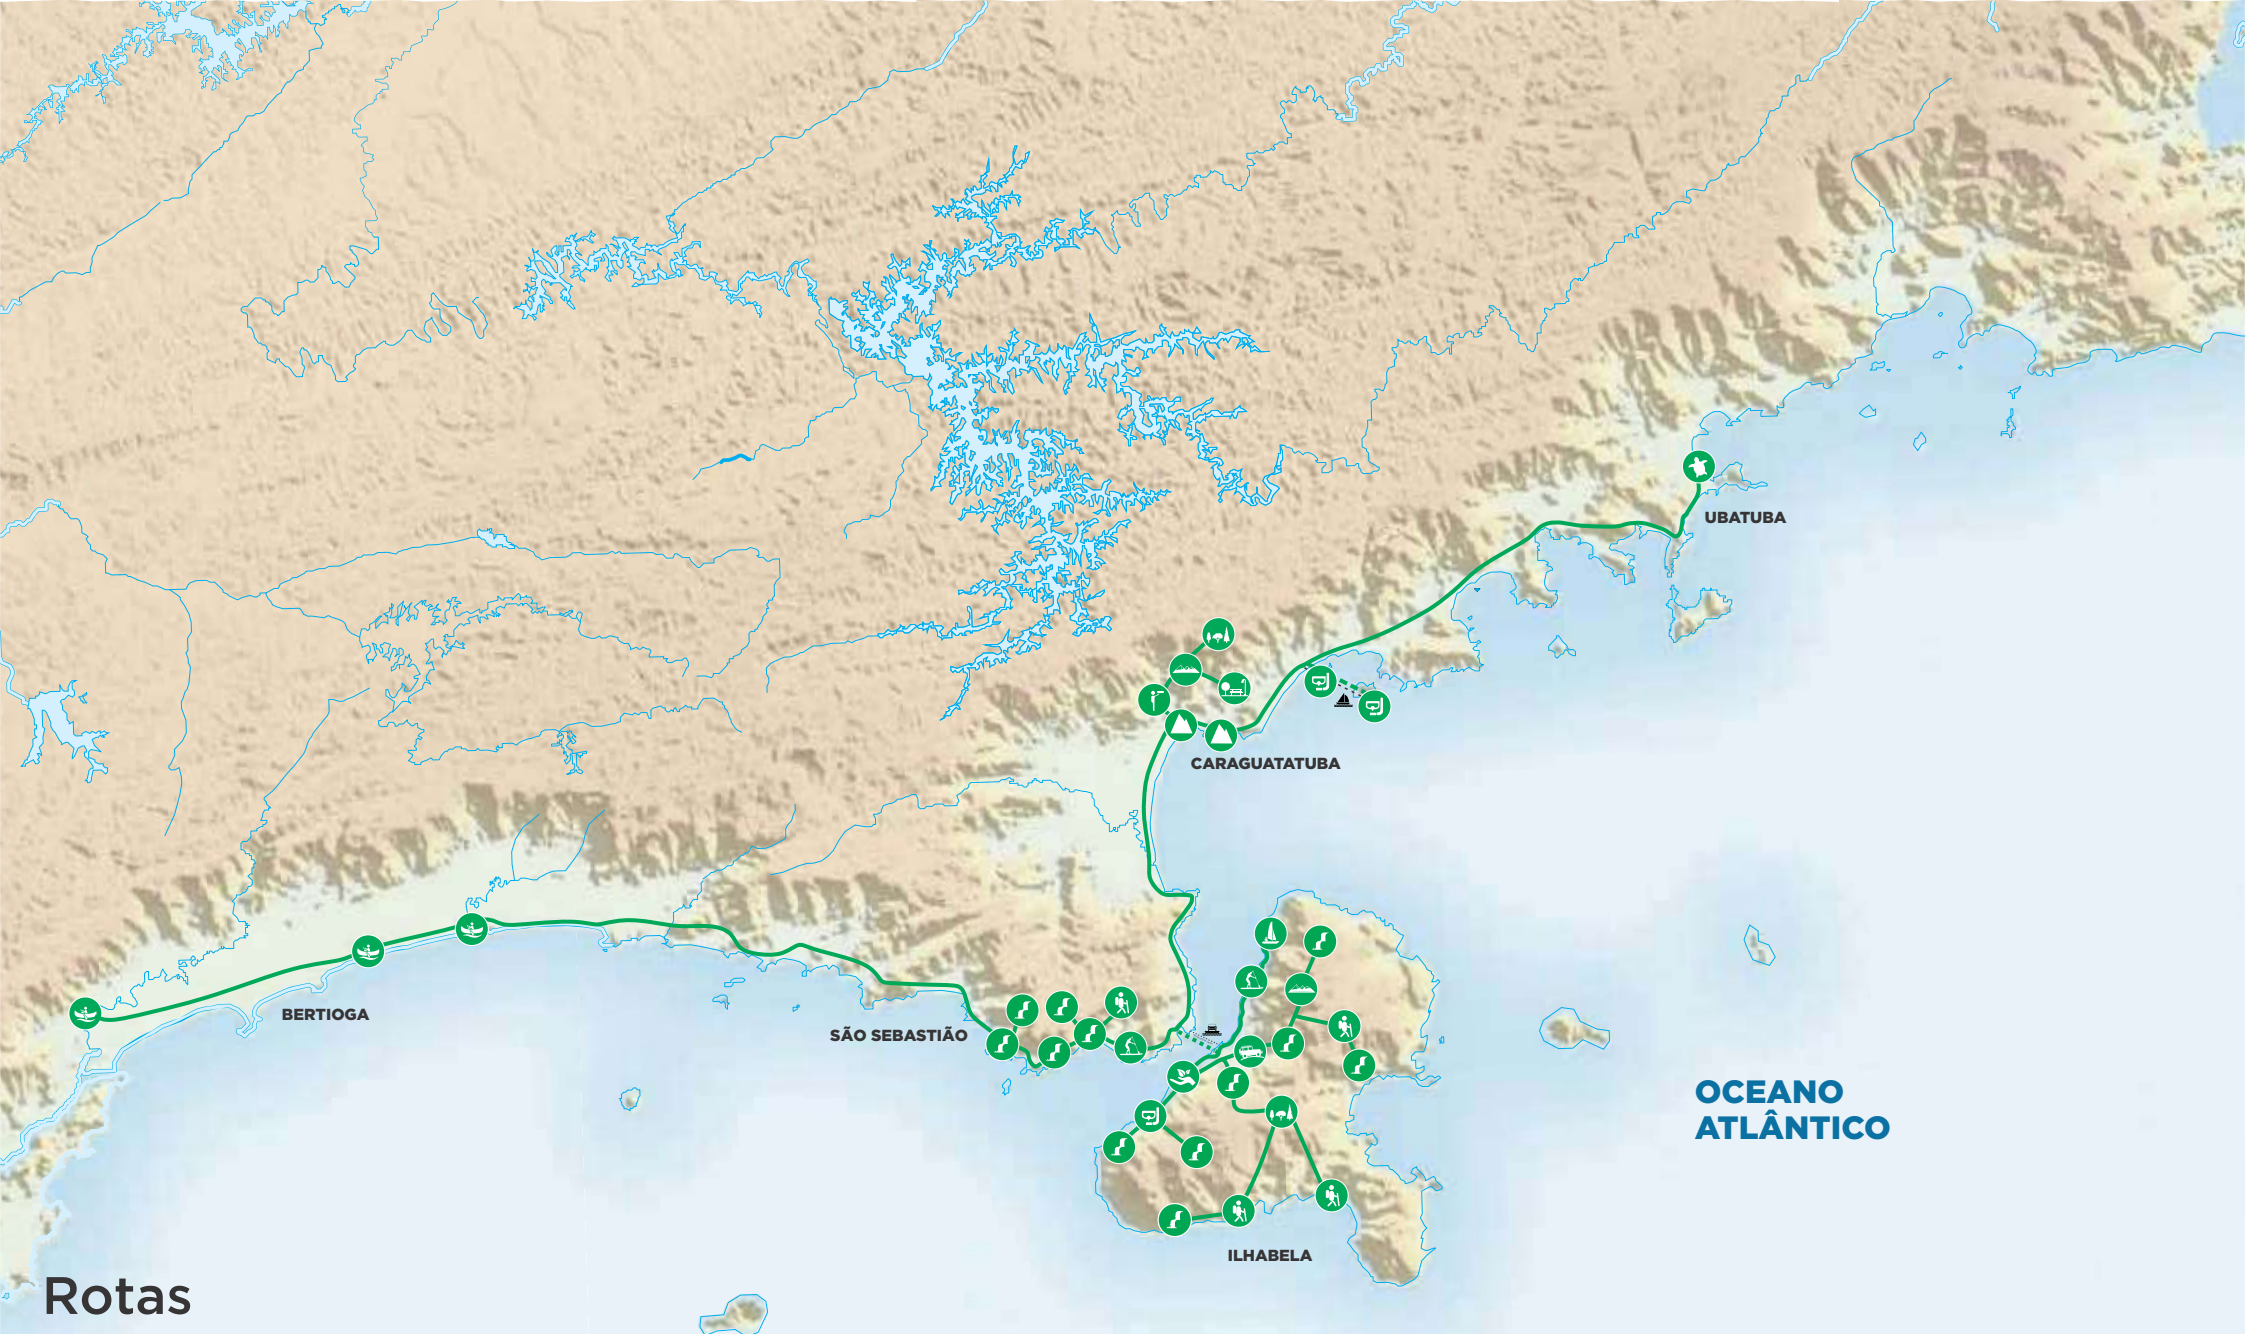 UBATUBA
CARAGUATATUBA
BERTIOGA
SÃO SEBASTIÃO
OCEANO
ATLÂNTICO
ILHABELA
Rotas